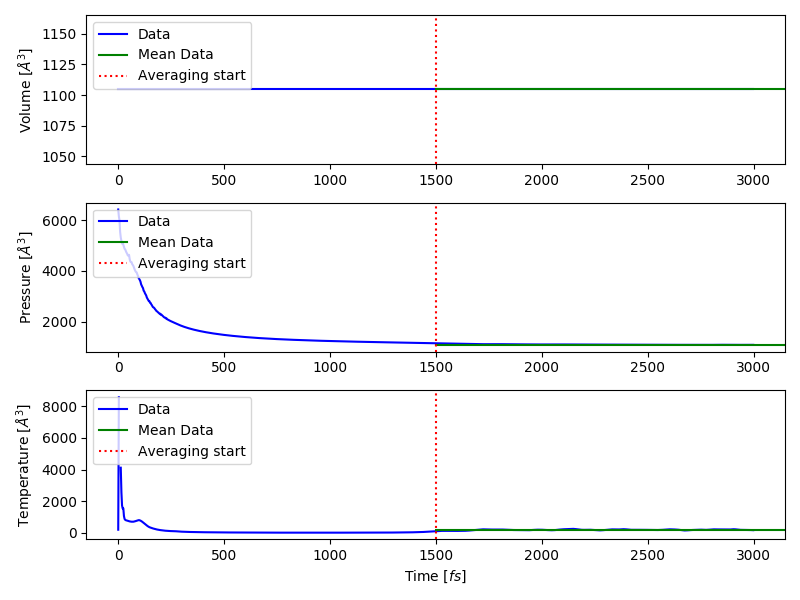 Volume [Å³]
1150
1125
1100
1075
1050
Data
Mean Data
Averaging start
0 500 1000 1500 2000 2500 3000
Pressure [Å³]
6000
4000
2000
Data
Mean Data
Averaging start
0 500 1000 1500 2000 2500 3000
Temperature [Å³]
8000
6000
4000
2000
0
Data
Mean Data
Averaging start
0 500 1000 1500 2000 2500 3000
Time [fs]